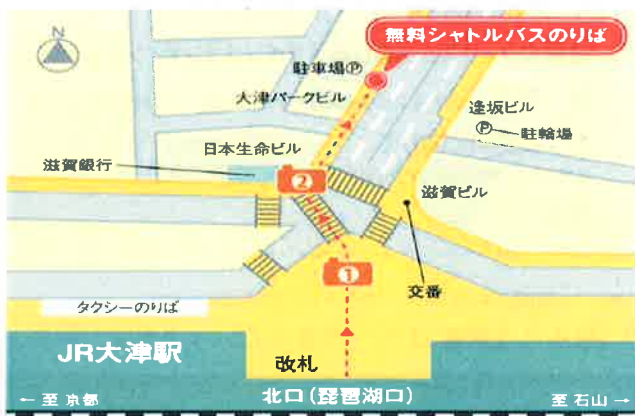 無料シャトルバスのりば
駐車場Ⓟ
大津パークビル
逢坂ビル
Ⓟ
駐輪場
日本生命ビル
滋賀銀行
②
滋賀ビル
①
交番
タクシーのりば
JR大津駅
改札
北口(琵琶湖口)
← 至 京都
至 石山 →